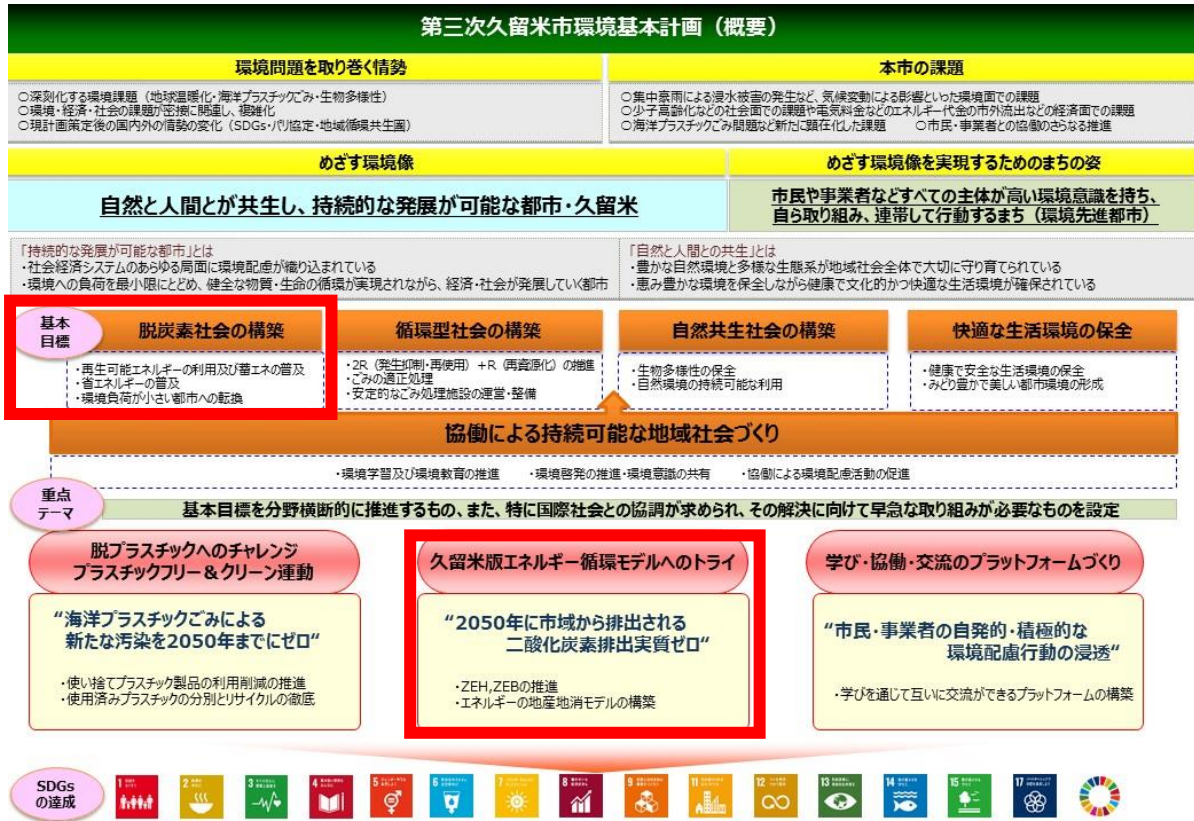 第三次久留米市環境基本計画（概要）
環境問題を取り巻く情勢
本市の課題
○深刻化する環境課題（地球温暖化・海洋プラスチックごみ・生物多様性）
○環境・経済・社会の課題が密接に関連し、複雑化
○現計画策定後の国内外の情勢の変化（SDGs・パリ協定・地域循環共生圏）
○集中豪雨による浸水被害の発生など、気候変動による影響といった環境面での課題
○少子高齢化などの社会面での課題や電気料金などのエネルギー代金の市外流出などの経済面での課題
○海洋プラスチックごみ問題など新たに顕在化した課題　○市民・事業者との協働のさらなる推進
めざす環境像
めざす環境像を実現するためのまちの姿
自然と人間とが共生し、持続的な発展が可能な都市・久留米
市民や事業者などすべての主体が高い環境意識を持ち、
自ら取り組み、連帯して行動するまち（環境先進都市）
「持続的な発展が可能な都市」とは
・社会経済システムのあらゆる局面に環境配慮が織り込まれている
・環境への負荷を最小限にとどめ、健全な物質・生命の循環が実現されながら、経済・社会が発展していく都市
「自然と人間との共生」とは
・豊かな自然環境と多様な生態系が地域社会全体で大切に守り育てられている
・恵み豊かな環境を保全しながら健康で文化的かつ快適な生活環境が確保されている
基本
目標
脱炭素社会の構築
・再生可能エネルギーの利用及び蓄エネの普及
・省エネルギーの普及
・環境負荷が小さい都市への転換
循環型社会の構築
・2R（発生抑制・再使用）+R（再資源化）の推進
・ごみの適正処理
・安定的なごみ処理施設の運営・整備
自然共生社会の構築
・生物多様性の保全
・自然環境の持続可能な利用
快適な生活環境の保全
・健康で安全な生活環境の保全
・みどり豊かで美しい都市環境の形成
協働による持続可能な地域社会づくり
・環境学習及び環境教育の推進　・環境啓発の推進・環境意識の共有　・協働による環境配慮活動の促進
重点
テーマ
基本目標を分野横断的に推進するもの、また、特に国際社会との協調が求められ、その解決に向けて早急な取り組みが必要なものを設定
脱プラスチックへのチャレンジ
プラスチックフリー＆クリーン運動
“海洋プラスチックごみによる
新たな汚染を2050年までにゼロ“
・使い捨てプラスチック製品の利用削減の推進
・使用済みプラスチックの分別とリサイクルの徹底
久留米版エネルギー循環モデルへのトライ
“2050年に市域から排出される
二酸化炭素排出実質ゼロ“
・ZEH,ZEBの推進
・エネルギーの地産地消モデルの構築
学び・協働・交流のプラットフォームづくり
“市民・事業者の自発的・積極的な
環境配慮行動の浸透“
・学びを通じて互いに交流ができるプラットフォームの構築
SDGs
の達成
1 2 3 4 5 6 7 8 9 11 12 13 14 15 17